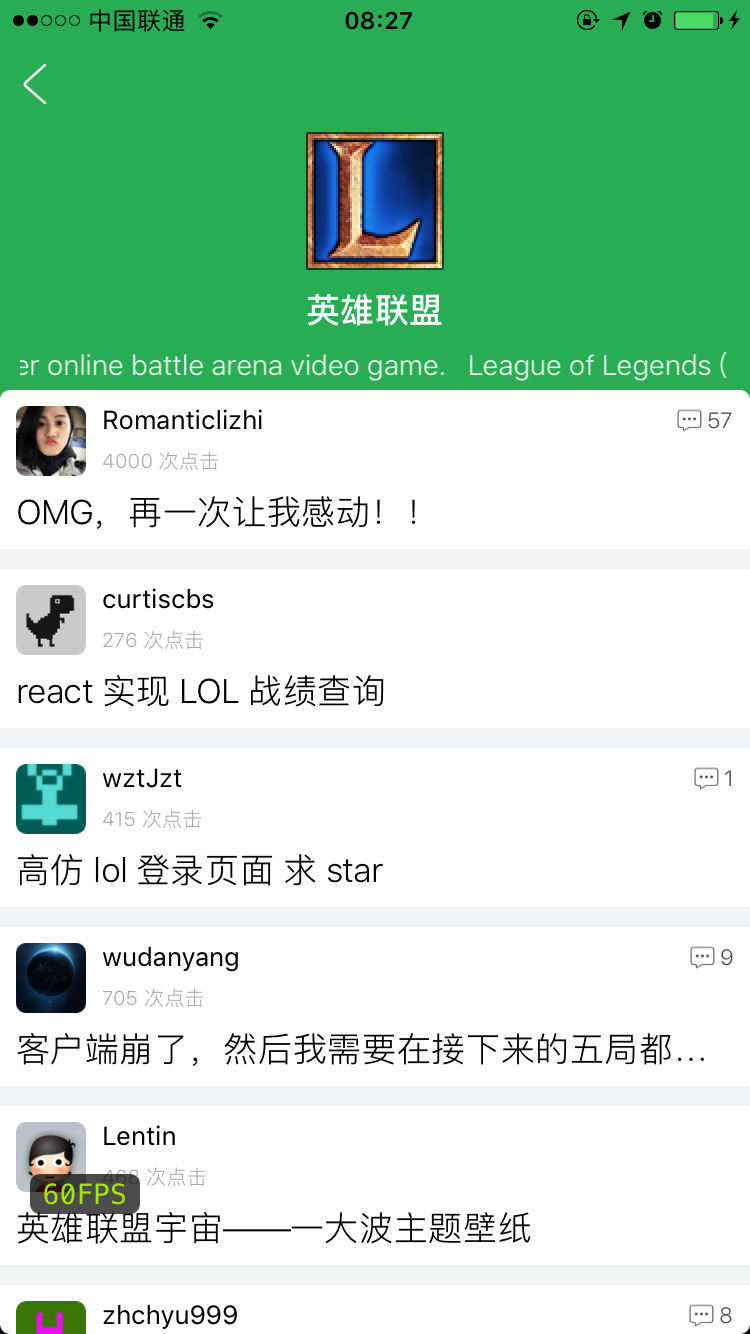 中国联通 08:27
L
英雄联盟
er online battle arena video game. League of Legends (
Romanticlizhi 57
4000 次点击
OMG，再一次让我感动！！
curtiscbs
276 次点击
react 实现 LOL 战绩查询
wztJzt 1
415 次点击
高仿 lol 登录页面 求 star
wudanyang 9
705 次点击
客户端崩了，然后我需要在接下来的五局都...
Lentin
468 次点击
60FPS
英雄联盟宇宙——一大波主题壁纸
zhchyu999 8